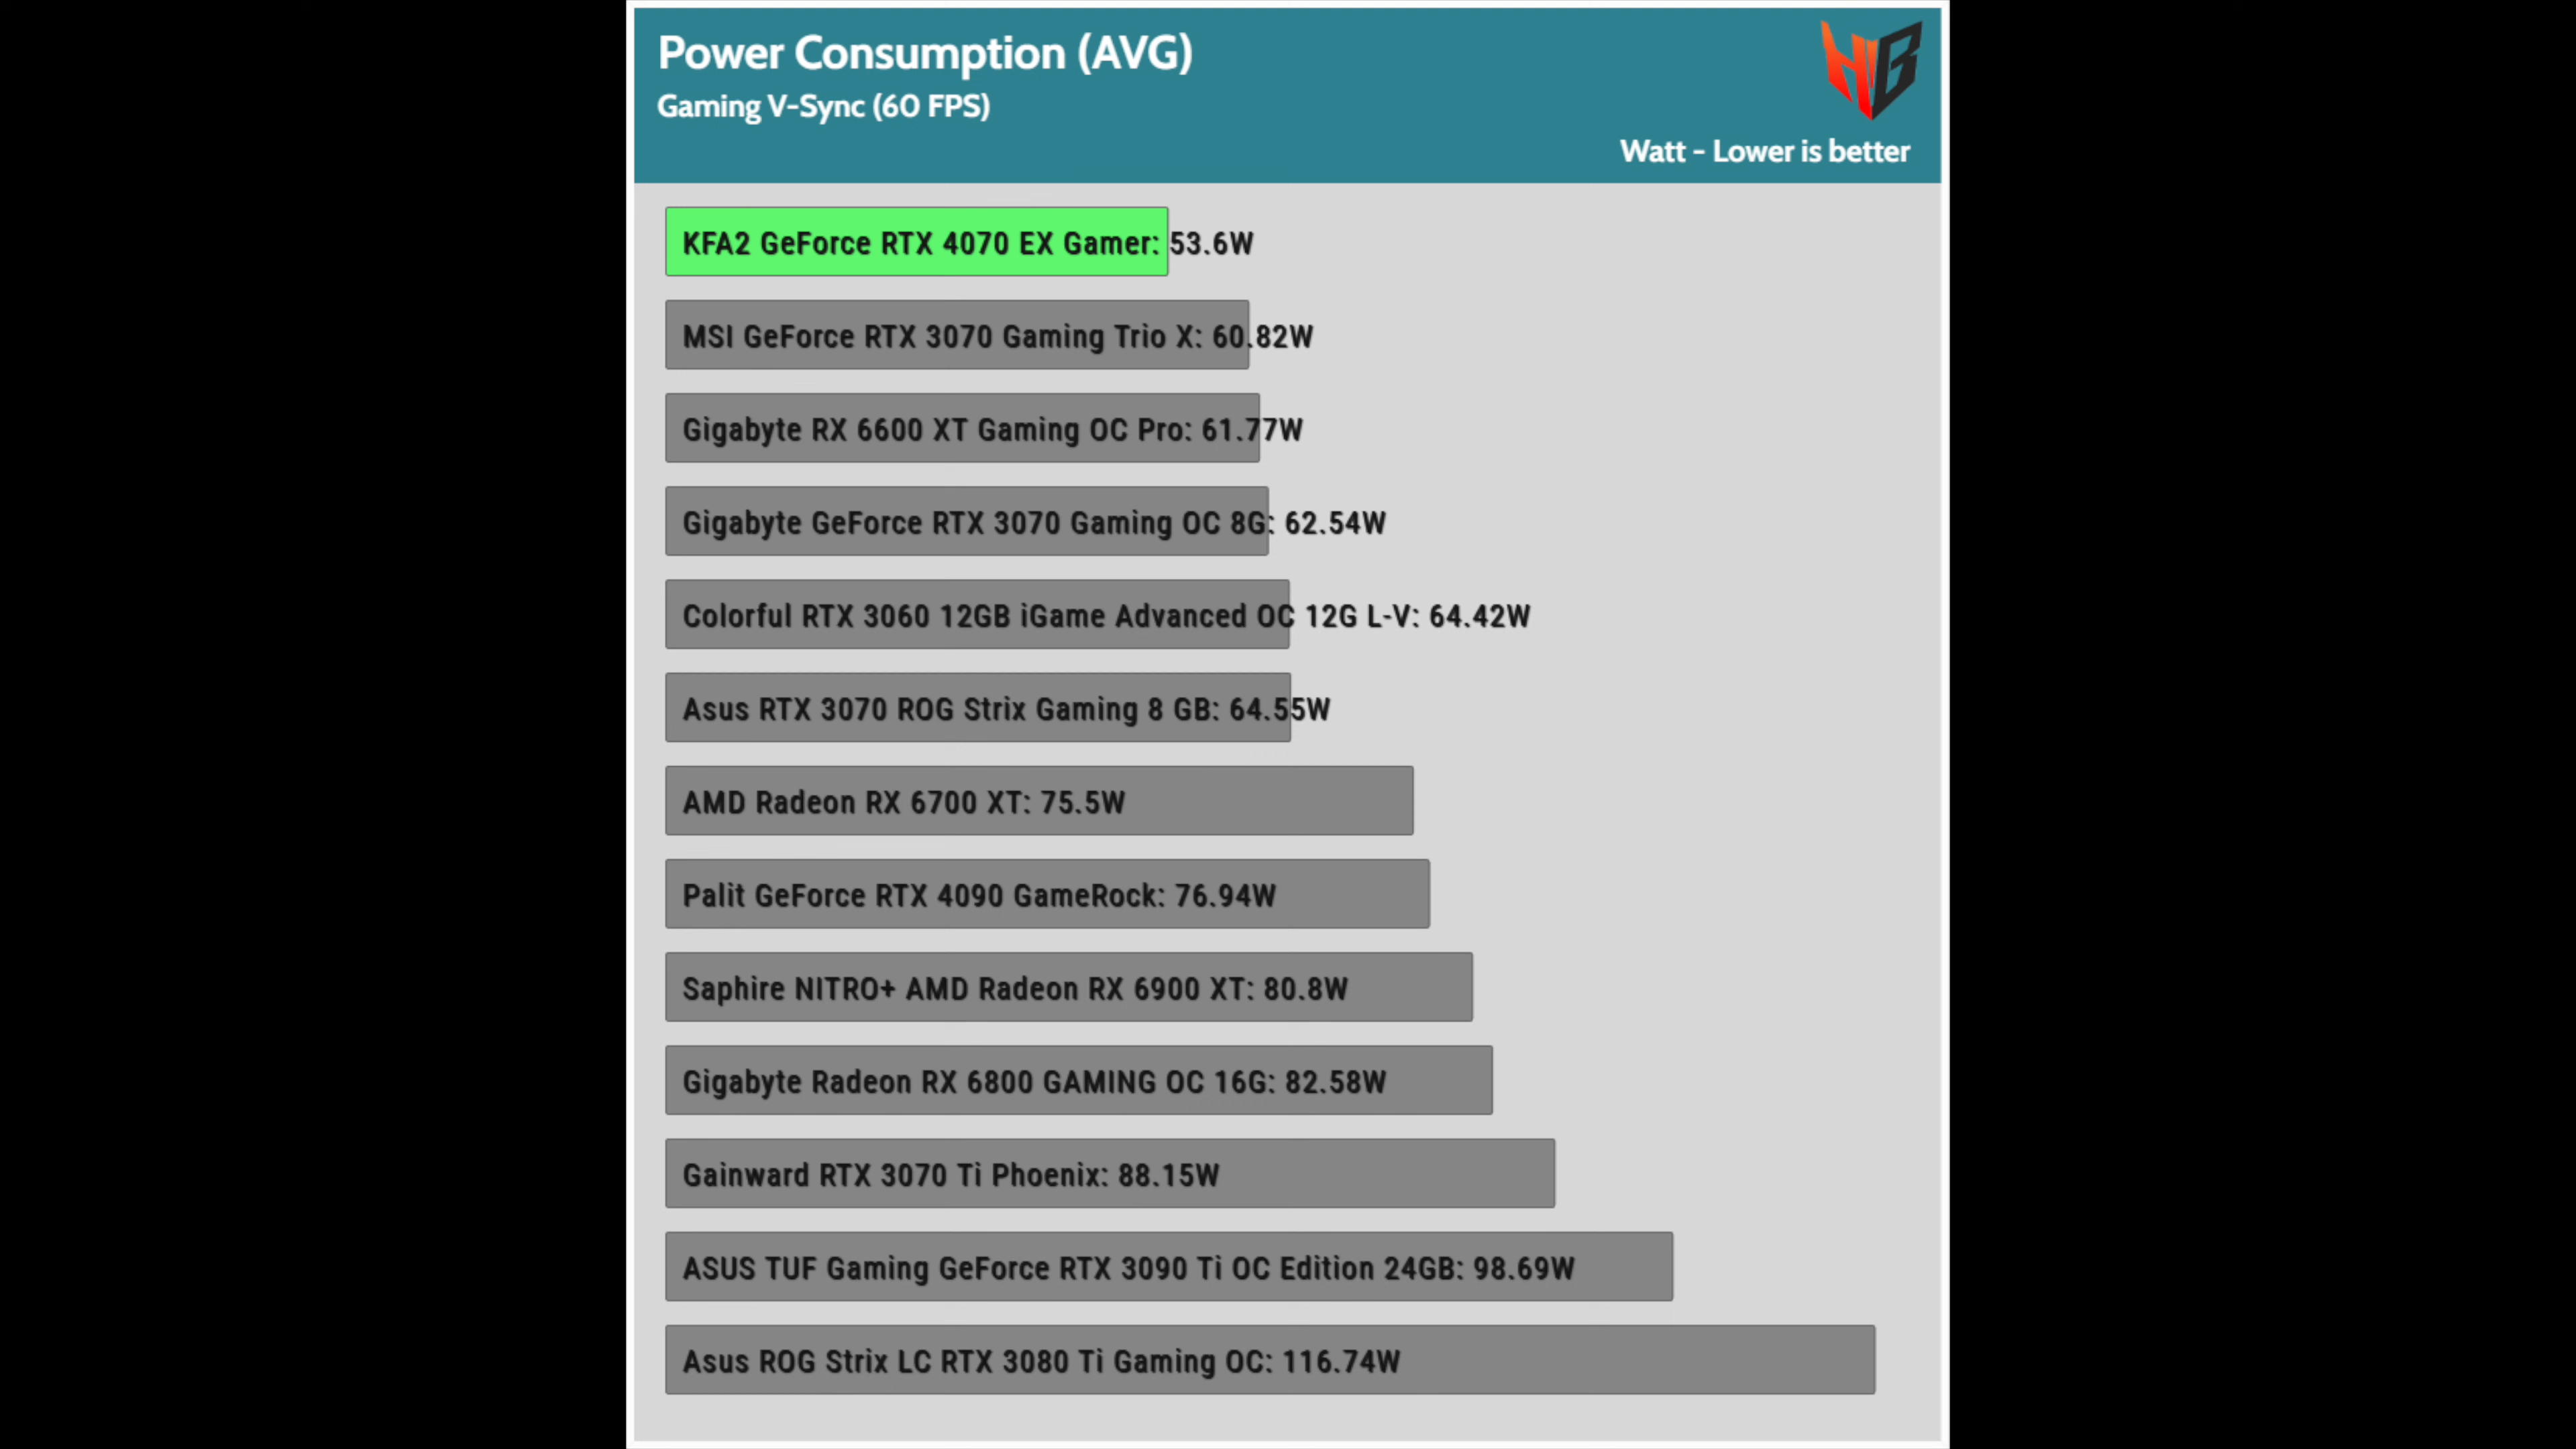 Power Consumption (AVG)
Gaming V-Sync (60 FPS)
HB
Watt - Lower is better
KFA2 GeForce RTX 4070 EX Gamer: 53.6W
MSI GeForce RTX 3070 Gaming Trio X: 60.82W
Gigabyte RX 6600 XT Gaming OC Pro: 61.77W
Gigabyte GeForce RTX 3070 Gaming OC 8G: 62.54W
Colorful RTX 3060 12GB iGame Advanced OC 12G L-V: 64.42W
Asus RTX 3070 ROG Strix Gaming 8 GB: 64.55W
AMD Radeon RX 6700 XT: 75.5W
Palit GeForce RTX 4090 GameRock: 76.94W
Saphire NITRO+ AMD Radeon RX 6900 XT: 80.8W
Gigabyte Radeon RX 6800 GAMING OC 16G: 82.58W
Gainward RTX 3070 Ti Phoenix: 88.15W
ASUS TUF Gaming GeForce RTX 3090 Ti OC Edition 24GB: 98.69W
Asus ROG Strix LC RTX 3080 Ti Gaming OC: 116.74W